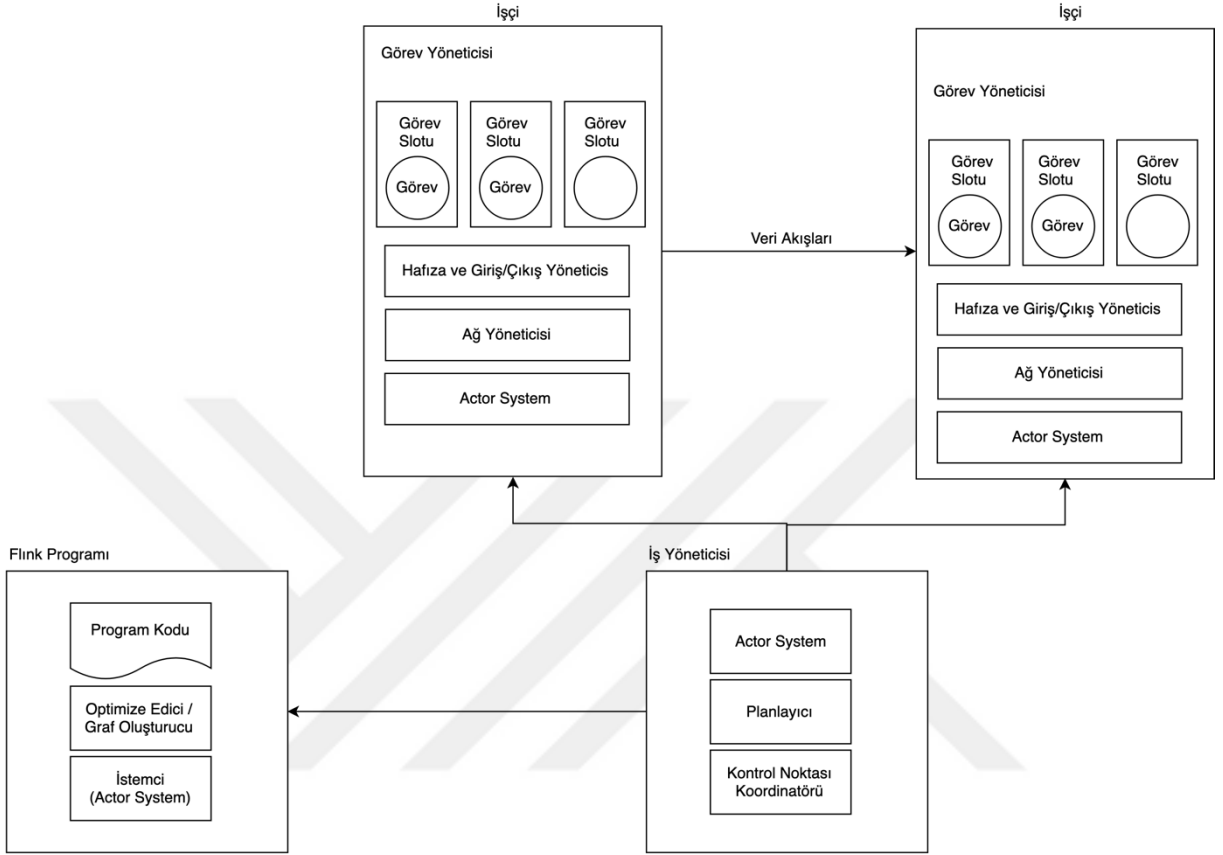 İşçi
Görev Yöneticisi
Görev
Slotu
Görev
Görev
Slotu
Görev
Görev
Slotu
Hafıza ve Giriş/Çıkış Yöneticis
Ağ Yöneticisi
Actor System
Veri Akışları
İşçi
Görev Yöneticisi
Görev
Slotu
Görev
Görev
Slotu
Görev
Görev
Slotu
Hafıza ve Giriş/Çıkış Yöneticis
Ağ Yöneticisi
Actor System
Flınk Programı
Program Kodu
Optimize Edici /
Graf Oluşturucu
İstemci
(Actor System)
İş Yöneticisi
Actor System
Planlayıcı
Kontrol Noktası
Koordinatörü